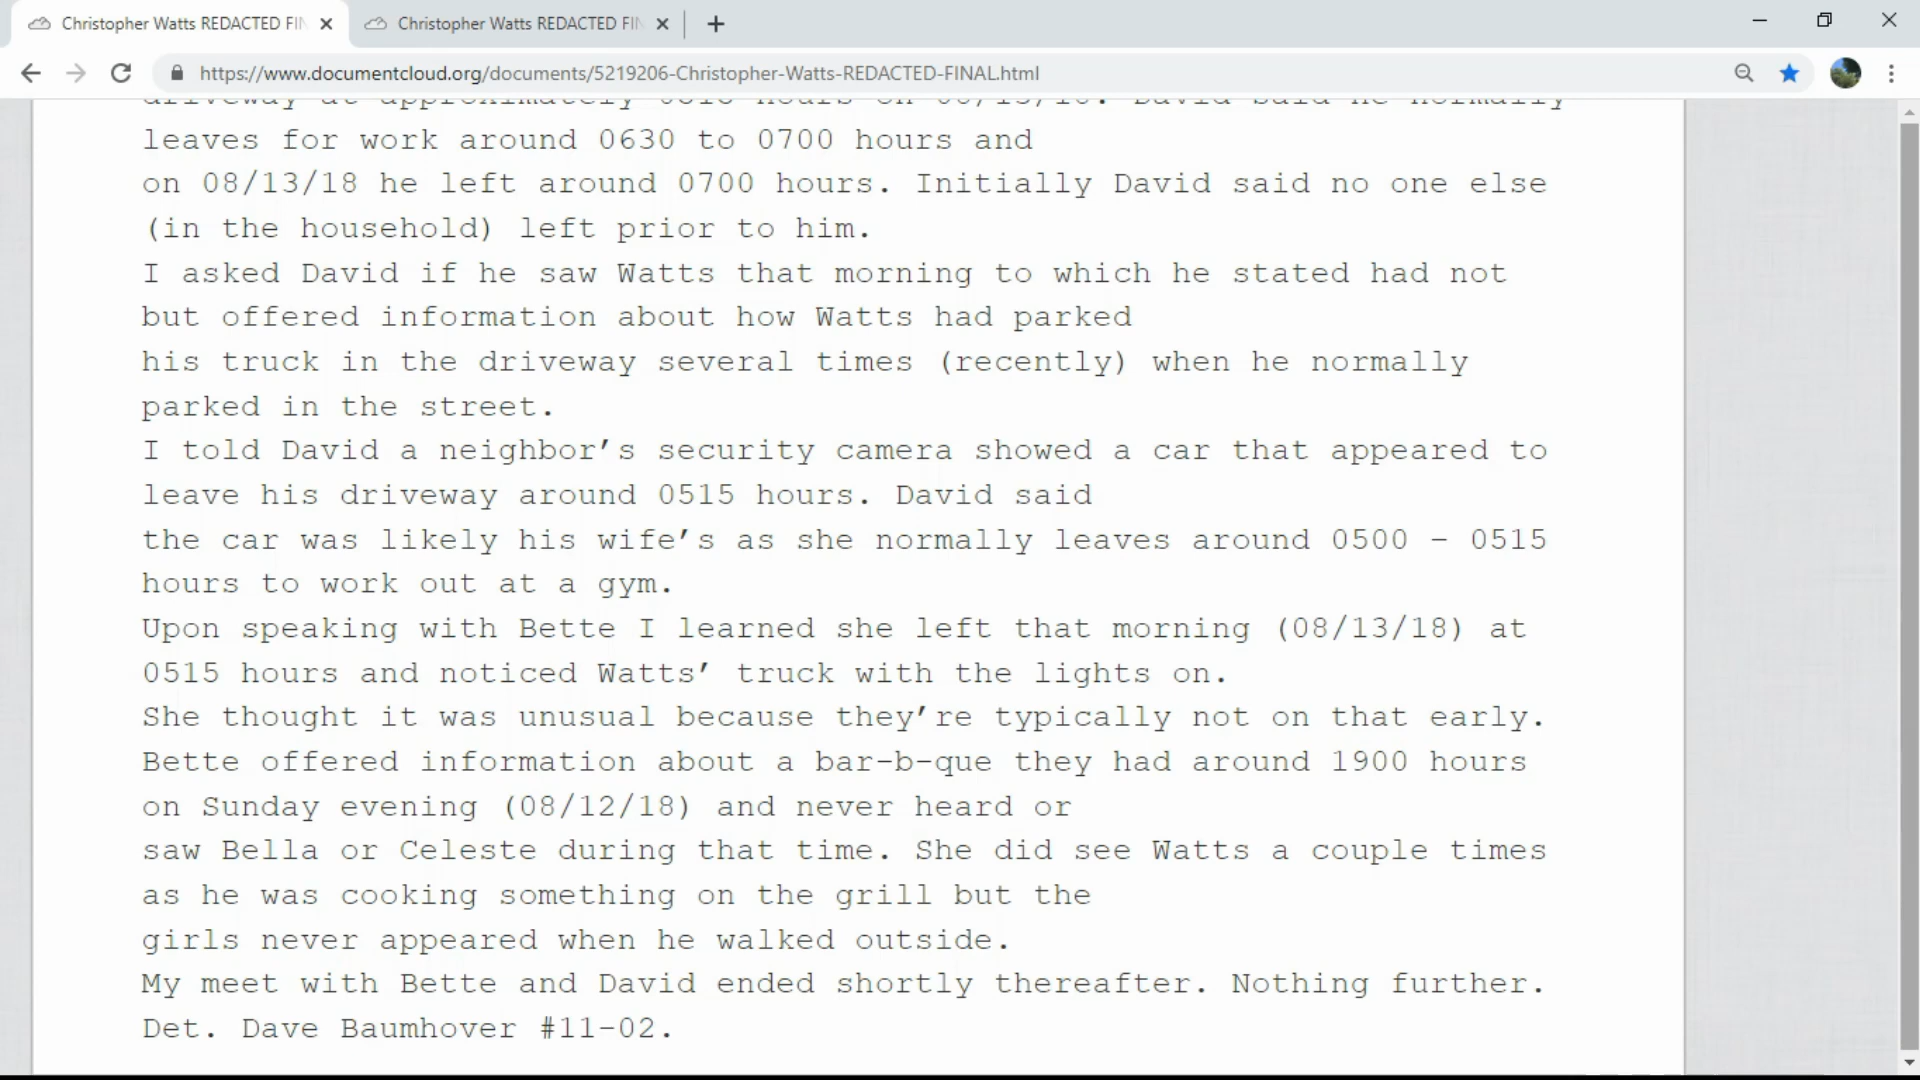 Christopher Watts REDACTED FIN
Christopher Watts REDACTED FIN
https://www.documentcloud.org/documents/5219206-Christopher-Watts-REDACTED-FINAL.html
driveway at approximately hours on David said he normally
leaves for work around 0630 to 0700 hours and
on 08/13/18 he left around 0700 hours. Initially David said no one else
(in the household) left prior to him.
I asked David if he saw Watts that morning to which he stated had not
but offered information about how Watts had parked
his truck in the driveway several times (recently) when he normally
parked in the street.
I told David a neighbor’s security camera showed a car that appeared to
leave his driveway around 0515 hours. David said
the car was likely his wife’s as she normally leaves around 0500 – 0515
hours to work out at a gym.
Upon speaking with Bette I learned she left that morning (08/13/18) at
0515 hours and noticed Watts’ truck with the lights on.
She thought it was unusual because they’re typically not on that early.
Bette offered information about a bar-b-que they had around 1900 hours
on Sunday evening (08/12/18) and never heard or
saw Bella or Celeste during that time. She did see Watts a couple times
as he was cooking something on the grill but the
girls never appeared when he walked outside.
My meet with Bette and David ended shortly thereafter. Nothing further.
Det. Dave Baumhover #11-02.